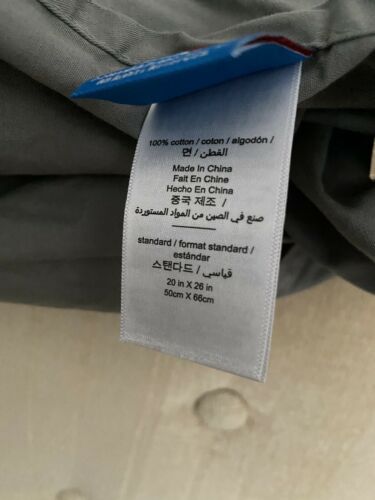 100% cotton / coton / algodón /
면 / القطن /
Made In China
Fait En Chine
Hecho En China
중국 제조 /
صنع في الصين من المواد المستوردة
standard / format standard /
estándar
스탠다드 / قياسي /
20 in X 26 in
50cm X 66cm